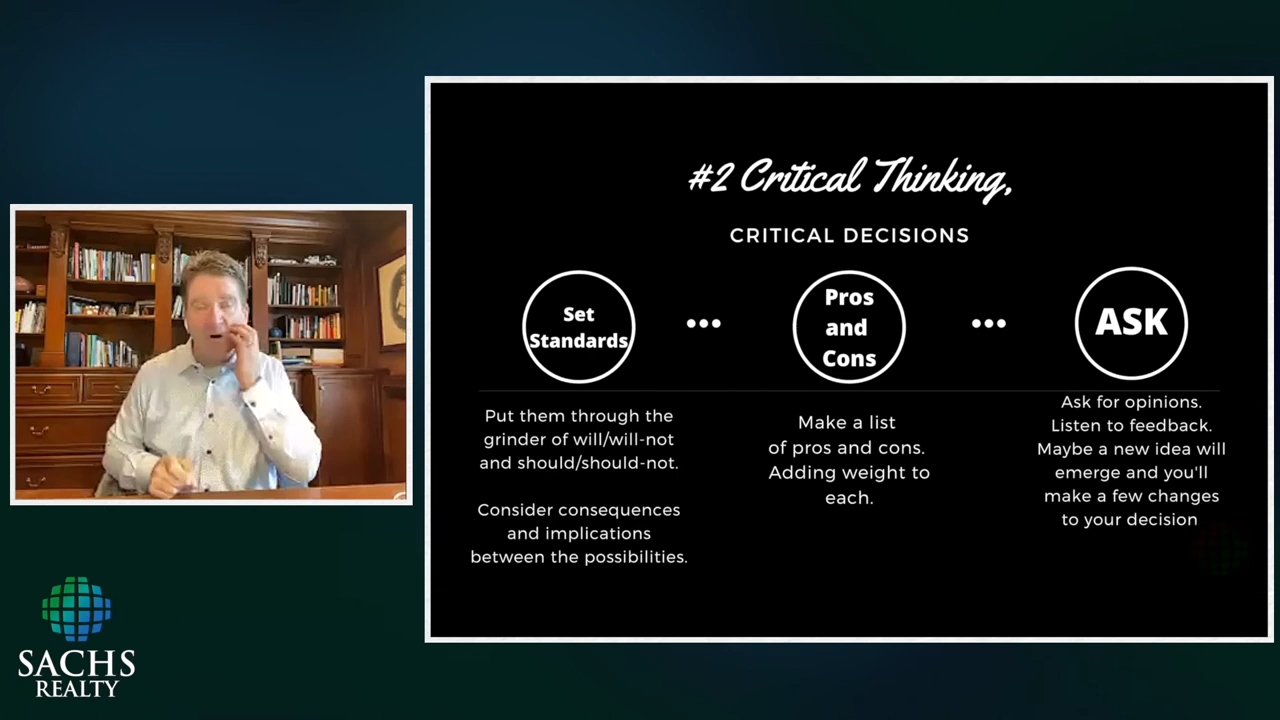 #2 Critical Thinking,
CRITICAL DECISIONS
Set
Standards
Pros
and
Cons
ASK
Put them through the
grinder of will/will-not
and should/should-not.
Consider consequences
and implications
between the possibilities.
Make a list
of pros and cons.
Adding weight to
each.
Ask for opinions.
Listen to feedback.
Maybe a new idea will
emerge and you'll
make a few changes
to your decision
SACHS
REALTY